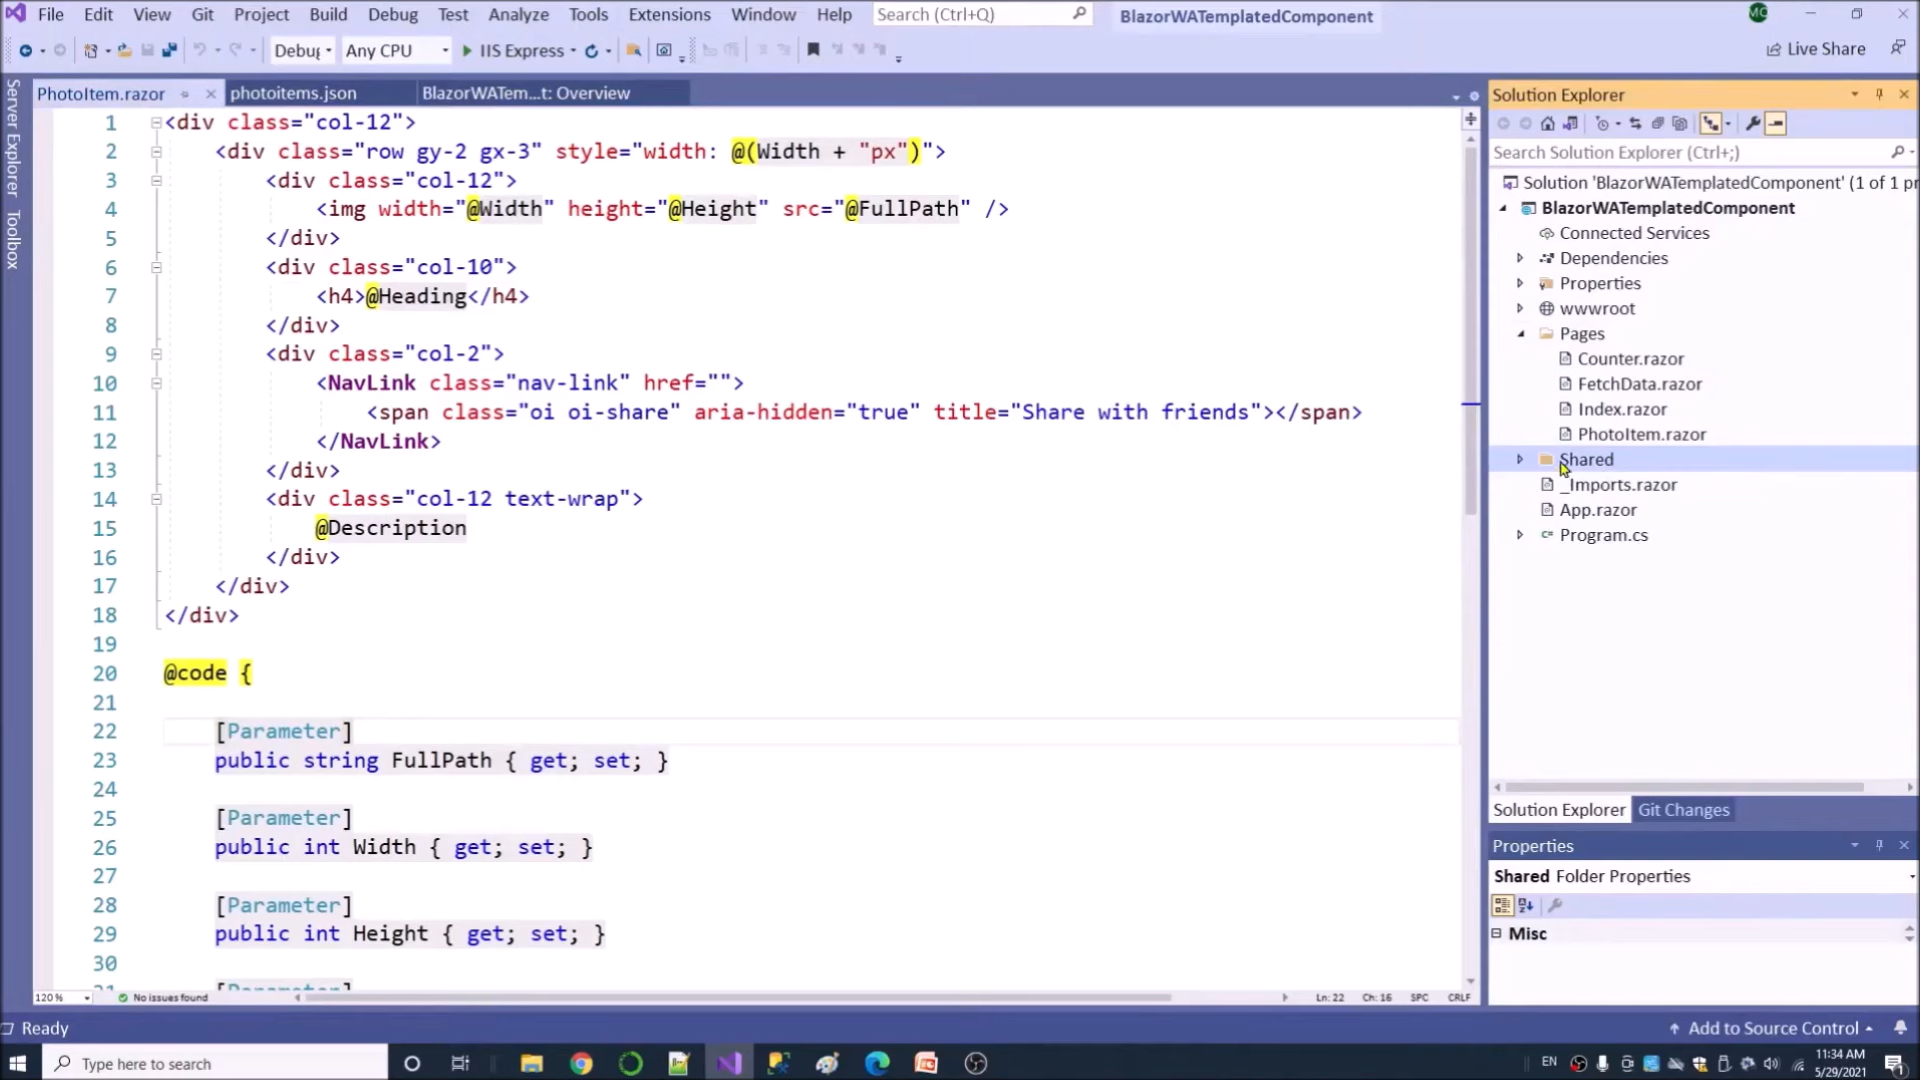 File Edit View Git Project Build Debug Test Analyze Tools Extensions Window Help Search (Ctrl+Q) BlazorWATemplatedComponent MC
Debug Any CPU IIS Express Live Share
Server Explorer Toolbox
PhotoItem.razor photoitems.json BlazorWATem...t: Overview
1 <div class="col-12">
2 <div class="row gy-2 gx-3" style="width: @(Width + "px")">
3 <div class="col-12">
4 <img width="@Width" height="@Height" src="@FullPath" />
5 </div>
6 <div class="col-10">
7 <h4>@Heading</h4>
8 </div>
9 <div class="col-2">
10 <NavLink class="nav-link" href="">
11 <span class="oi oi-share" aria-hidden="true" title="Share with friends"></span>
12 </NavLink>
13 </div>
14 <div class="col-12 text-wrap">
15 @Description
16 </div>
17 </div>
18 </div>
19
20 @code {
21
22 [Parameter]
23 public string FullPath { get; set; }
24
25 [Parameter]
26 public int Width { get; set; }
27
28 [Parameter]
29 public int Height { get; set; }
30
120 % No issues found Ln: 22 Ch: 16 SPC CRLF
Solution Explorer
Search Solution Explorer (Ctrl+;)
Solution 'BlazorWATemplatedComponent' (1 of 1 pr
BlazorWATemplatedComponent
Connected Services
Dependencies
Properties
wwwroot
Pages
Counter.razor
FetchData.razor
Index.razor
PhotoItem.razor
Shared
_Imports.razor
App.razor
C# Program.cs
Solution Explorer Git Changes
Properties
Shared Folder Properties
Misc
Ready Add to Source Control
Type here to search EN 11:34 AM
5/29/2021